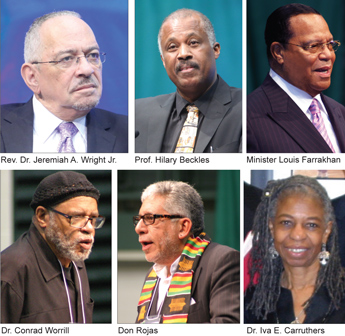 Rev. Dr. Jeremiah A. Wright Jr.
Prof. Hilary Beckles
Minister Louis Farrakhan
Dr. Conrad Worrill
Don Rojas
Dr. Iva E. Carruthers